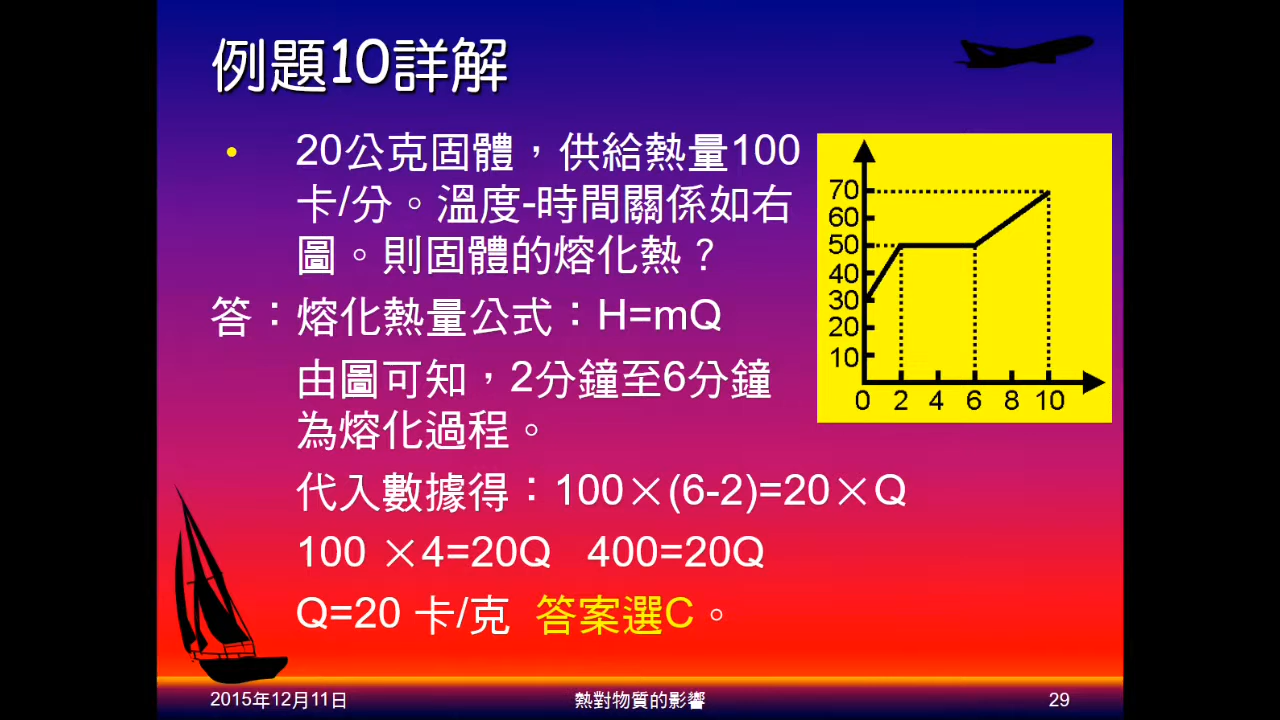 例題10詳解
• 20公克固體，供給熱量100
卡/分。溫度-時間關係如右
圖。則固體的熔化熱？
答：熔化熱量公式：H=mQ
由圖可知，2分鐘至6分鐘
為熔化過程。
代入數據得：100×(6-2)=20×Q
100 ×4=20Q 400=20Q
Q=20 卡/克 答案選C。
70
60
50
40
30
20
10
0 2 4 6 8 10
2015年12月11日 熱對物質的影響 29